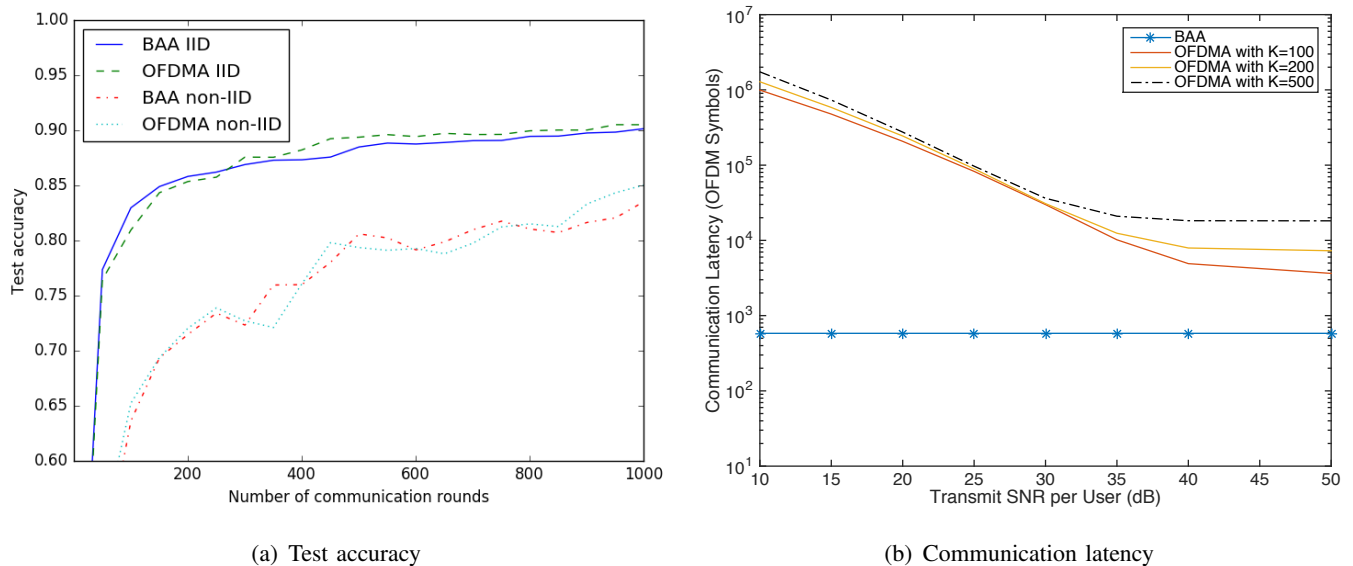 1.00
0.95
0.90
0.85
0.80
0.75
0.70
0.65
0.60
Test accuracy
BAA IID
OFDMA IID
BAA non-IID
OFDMA non-IID
200
400
600
800
1000
Number of communication rounds
(a) Test accuracy
10^7
10^6
10^5
10^4
10^3
10^2
10^1
Communication Latency (OFDM Symbols)
BAA
OFDMA with K=100
OFDMA with K=200
OFDMA with K=500
10
15
20
25
30
35
40
45
50
Transmit SNR per User (dB)
(b) Communication latency